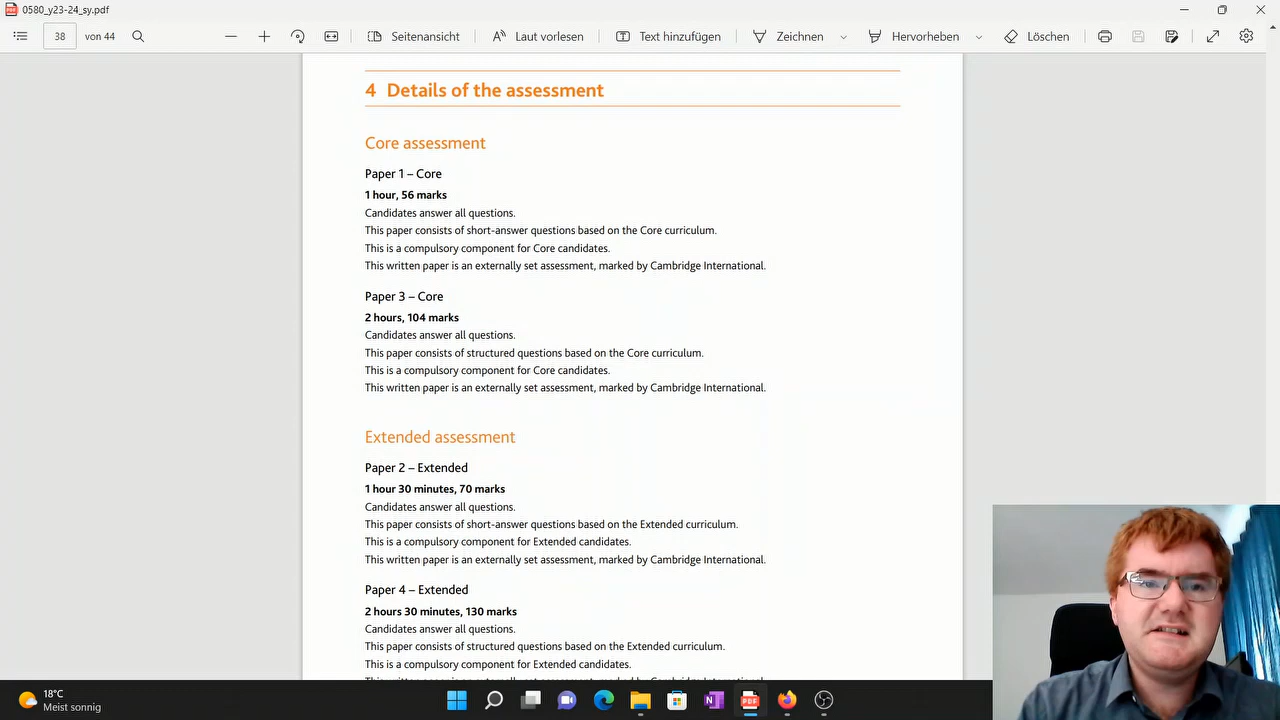 0580_y23-24_sy.pdf
38 von 44
Seitenansicht
Laut vorlesen
Text hinzufügen
Zeichnen
Hervorheben
Löschen
4 Details of the assessment
Core assessment
Paper 1 – Core
1 hour, 56 marks
Candidates answer all questions.
This paper consists of short-answer questions based on the Core curriculum.
This is a compulsory component for Core candidates.
This written paper is an externally set assessment, marked by Cambridge International.
Paper 3 – Core
2 hours, 104 marks
Candidates answer all questions.
This paper consists of structured questions based on the Core curriculum.
This is a compulsory component for Core candidates.
This written paper is an externally set assessment, marked by Cambridge International.
Extended assessment
Paper 2 – Extended
1 hour 30 minutes, 70 marks
Candidates answer all questions.
This paper consists of short-answer questions based on the Extended curriculum.
This is a compulsory component for Extended candidates.
This written paper is an externally set assessment, marked by Cambridge International.
Paper 4 – Extended
2 hours 30 minutes, 130 marks
Candidates answer all questions.
This paper consists of structured questions based on the Extended curriculum.
This is a compulsory component for Extended candidates.
18°C
Meist sonnig
PDF